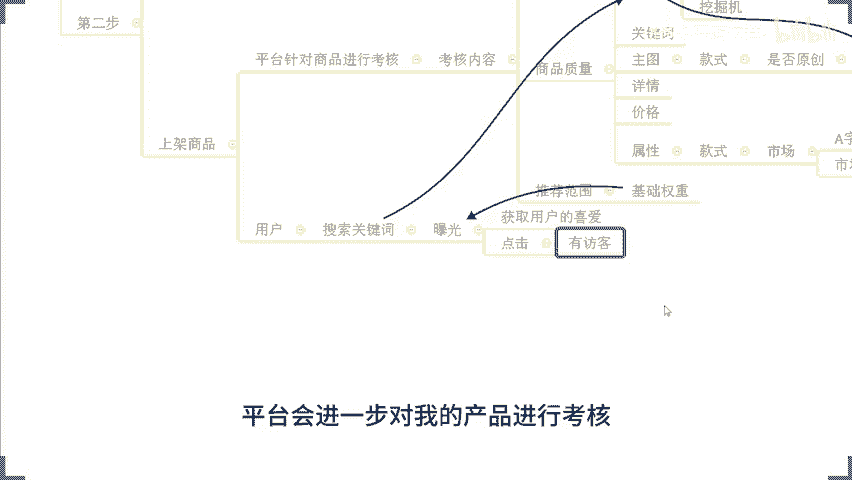 挖掘机
第二步
关键词
平台针对商品进行考核 考核内容
商品质量
主图 款式 是否原创
详情
价格
上架商品
属性 款式 市场
A字
市场
推荐范围 基础权重
获取用户的喜爱
用户 搜索关键词 曝光
点击 有访客
平台会进一步对我的产品进行考核